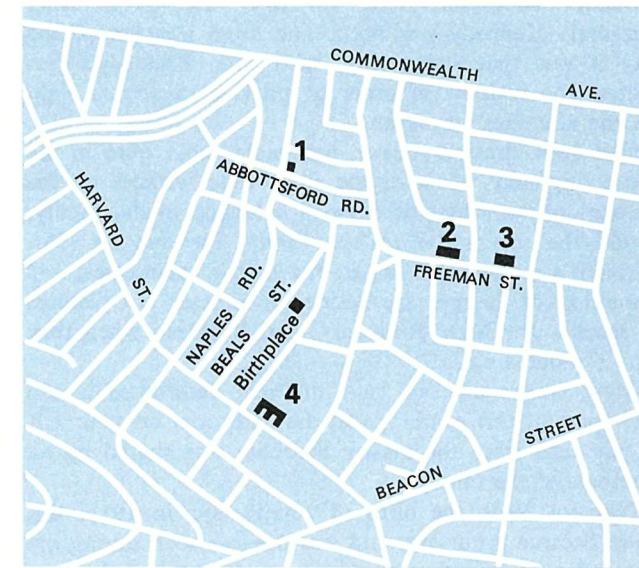 COMMONWEALTH AVE.
1
ABBOTTSFORD RD.
HARVARD ST.
2
3
FREEMAN ST.
NAPLES RD.
BEALS ST.
Birthplace
4
BEACON STREET